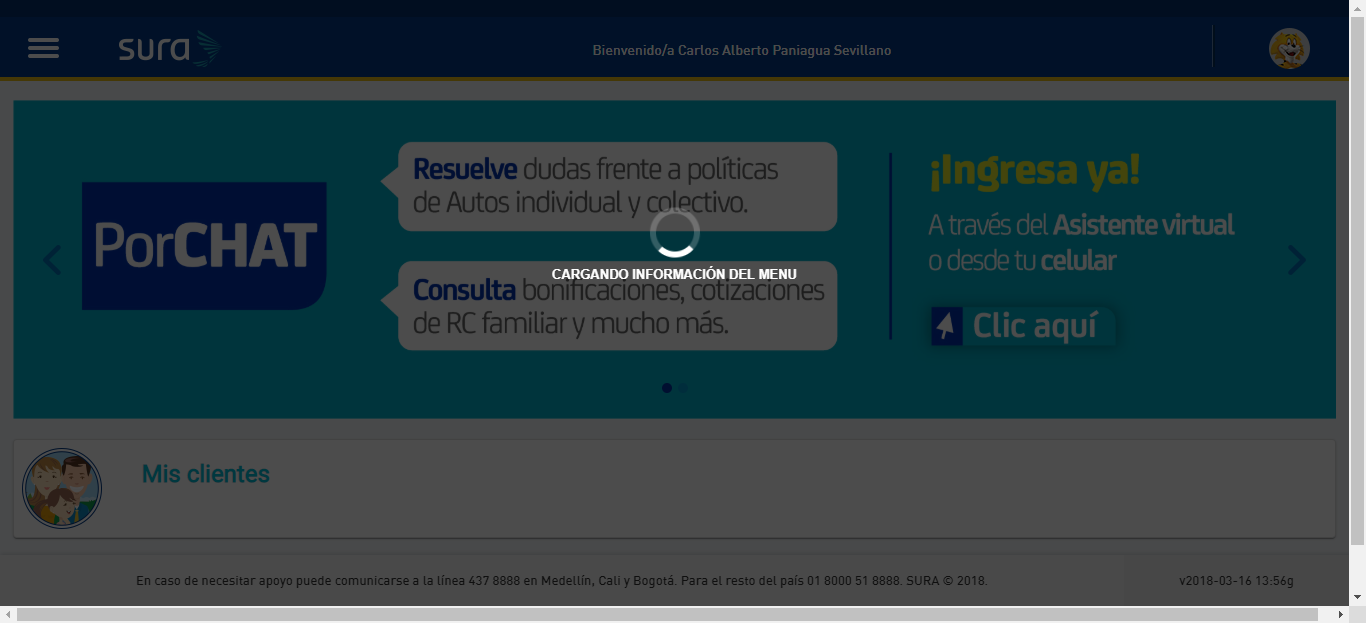 sura
Bienvenido/a Carlos Alberto Paniagua Sevillano
PorCHAT
Resuelve dudas frente a políticas
de Autos individual y colectivo.
CARGANDO INFORMACIÓN DEL MENU
Consulta bonificaciones, cotizaciones
de RC familiar y mucho más.
¡Ingresa ya!
A través del Asistente virtual
o desde tu celular
Clic aquí
Mis clientes
En caso de necesitar apoyo puede comunicarse a la línea 437 8888 en Medellín, Cali y Bogotá. Para el resto del país 01 8000 51 8888. SURA © 2018.
v2018-03-16 13:56g